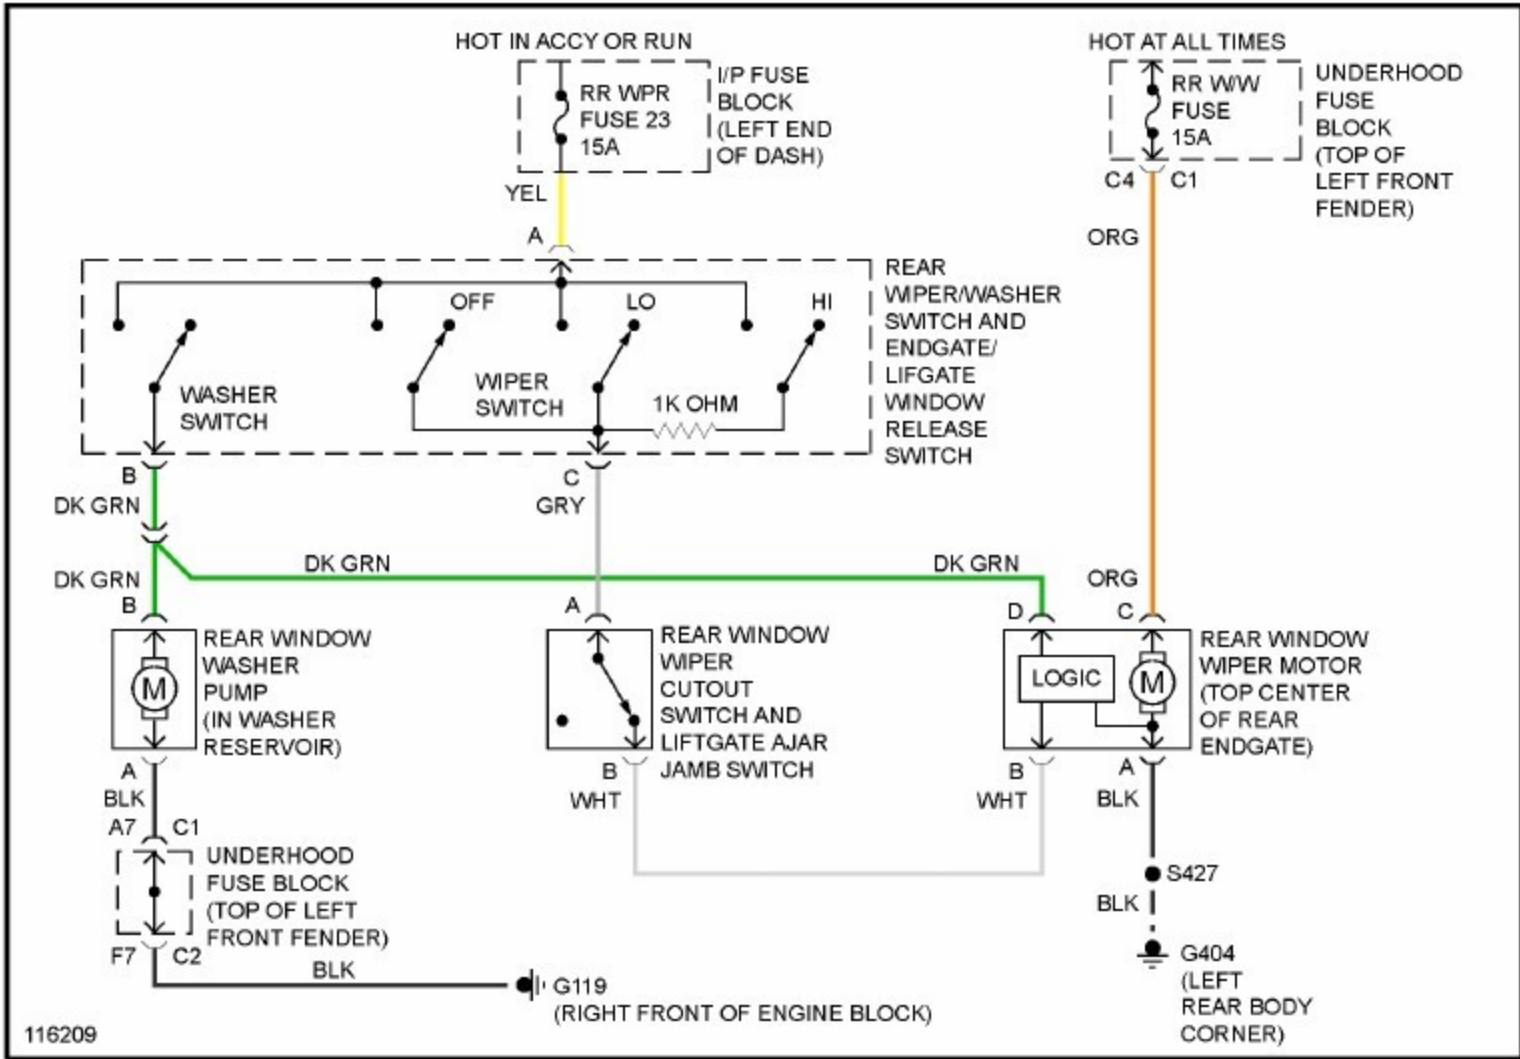 HOT IN ACCY OR RUN
RR WPR
FUSE 23
15A
I/P FUSE
BLOCK
(LEFT END
OF DASH)
YEL
A
HOT AT ALL TIMES
RR W/W
FUSE
15A
UNDERHOOD
FUSE
BLOCK
(TOP OF
LEFT FRONT
FENDER)
C4 C1
ORG
OFF
LO
HI
WASHER
SWITCH
WIPER
SWITCH
1K OHM
REAR
WIPER/WASHER
SWITCH AND
ENDGATE/
LIFGATE
WINDOW
RELEASE
SWITCH
B
DK GRN
C
GRY
DK GRN
DK GRN
DK GRN
ORG
B
A
D
C
M
REAR WINDOW
WASHER
PUMP
(IN WASHER
RESERVOIR)
REAR WINDOW
WIPER
CUTOUT
SWITCH AND
LIFTGATE AJAR
JAMB SWITCH
LOGIC
M
REAR WINDOW
WIPER MOTOR
(TOP CENTER
OF REAR
ENDGATE)
A
BLK
B
WHT
B
WHT
A
BLK
A7 C1
UNDERHOOD
FUSE BLOCK
(TOP OF LEFT
FRONT FENDER)
F7 C2
BLK
G119
(RIGHT FRONT OF ENGINE BLOCK)
S427
BLK
G404
(LEFT
REAR BODY
CORNER)
116209